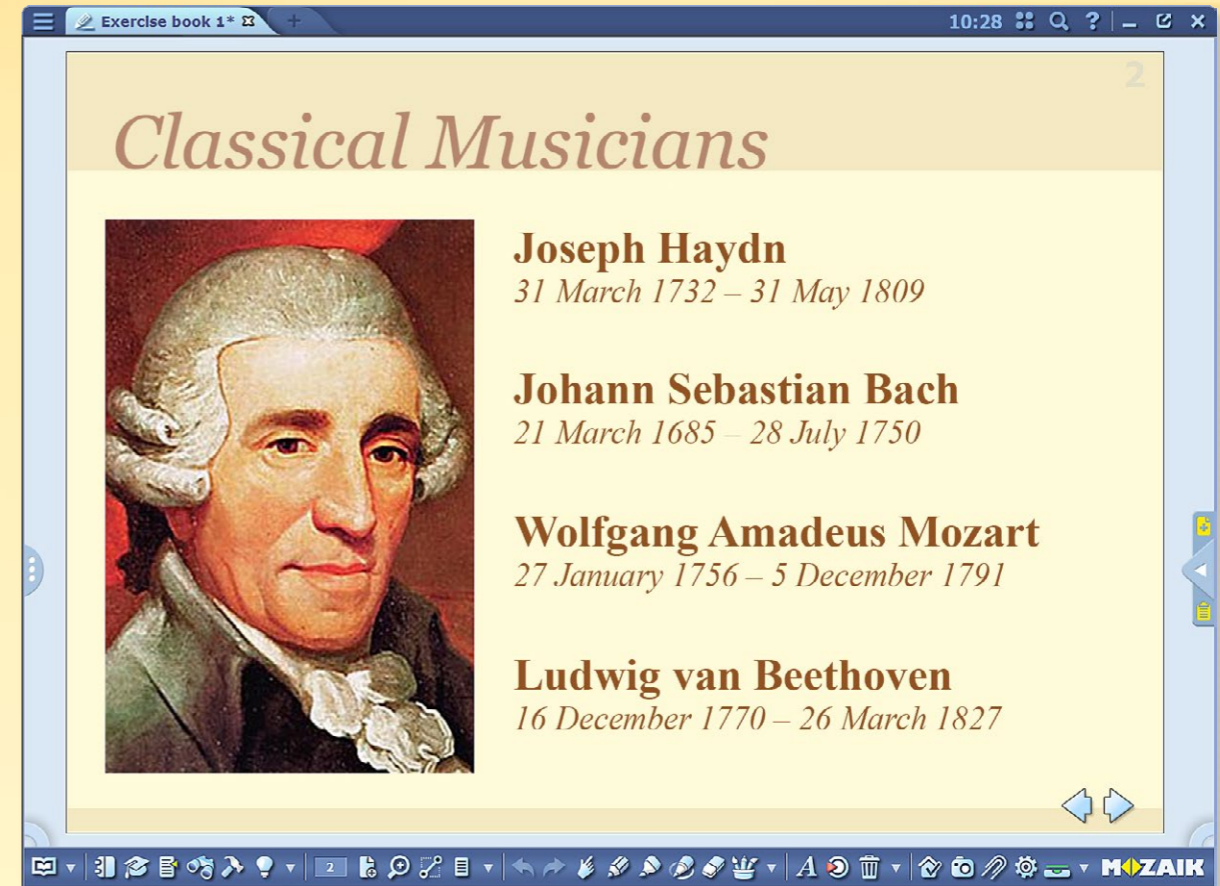 Exercise book 1*
10:28
2
Classical Musicians
Joseph Haydn
31 March 1732 – 31 May 1809
Johann Sebastian Bach
21 March 1685 – 28 July 1750
Wolfgang Amadeus Mozart
27 January 1756 – 5 December 1791
Ludwig van Beethoven
16 December 1770 – 26 March 1827
2
MOZAIK